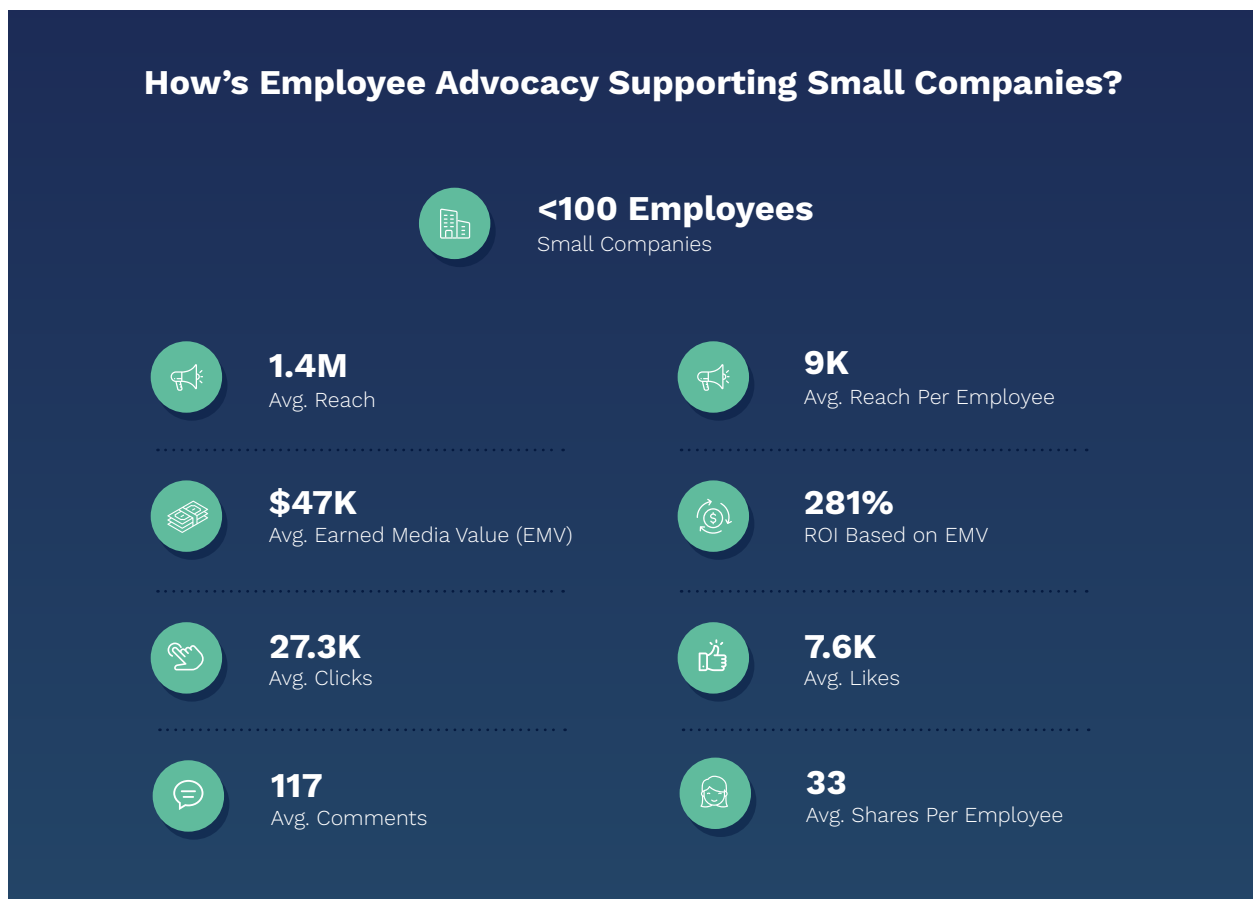 How’s Employee Advocacy Supporting Small Companies?
<100 Employees
Small Companies
1.4M
Avg. Reach
9K
Avg. Reach Per Employee
$47K
Avg. Earned Media Value (EMV)
281%
ROI Based on EMV
27.3K
Avg. Clicks
7.6K
Avg. Likes
117
Avg. Comments
33
Avg. Shares Per Employee